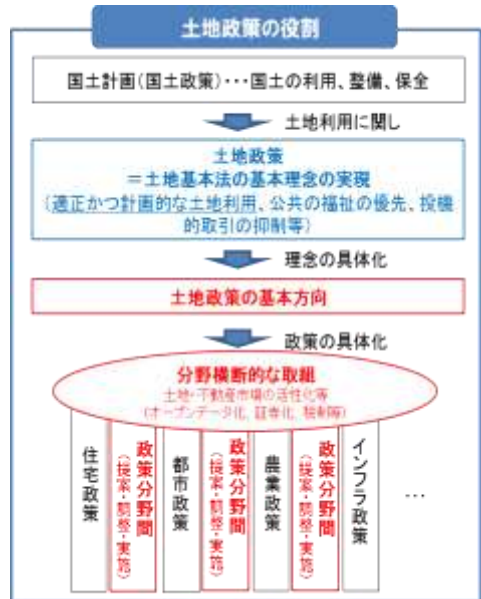 土地政策の役割
国土計画(国土政策)･･･国土の利用、整備、保全
土地利用に関し
土地政策
＝土地基本法の基本理念の実現
(適正かつ計画的な土地利用、公共の福祉の優先、投機
的取引の抑制等)
理念の具体化
土地政策の基本方向
政策の具体化
分野横断的な取組
土地・不動産市場の活性化等
(オープンデータ化、証券化、税制等)
住宅政策
政策分野間
(提案・調整・実施)
都市政策
政策分野間
(提案・調整・実施)
農業政策
政策分野間
(提案・調整・実施)
インフラ政策
…